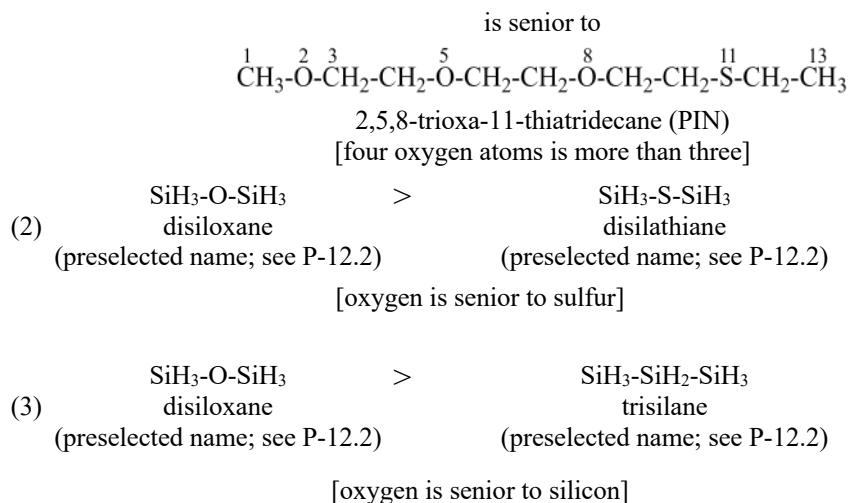 is senior to
1 2 3 5 8 11 13
CH₃-O-CH₂-CH₂-O-CH₂-CH₂-O-CH₂-CH₂-S-CH₂-CH₃
2,5,8-trioxa-11-thiatridecane (PIN)
[four oxygen atoms is more than three]
SiH₃-O-SiH₃ > SiH₃-S-SiH₃
(2) disiloxane disilathiane
(preselected name; see P-12.2) (preselected name; see P-12.2)
[oxygen is senior to sulfur]
SiH₃-O-SiH₃ > SiH₃-SiH₂-SiH₃
(3) disiloxane trisilane
(preselected name; see P-12.2) (preselected name; see P-12.2)
[oxygen is senior to silicon]